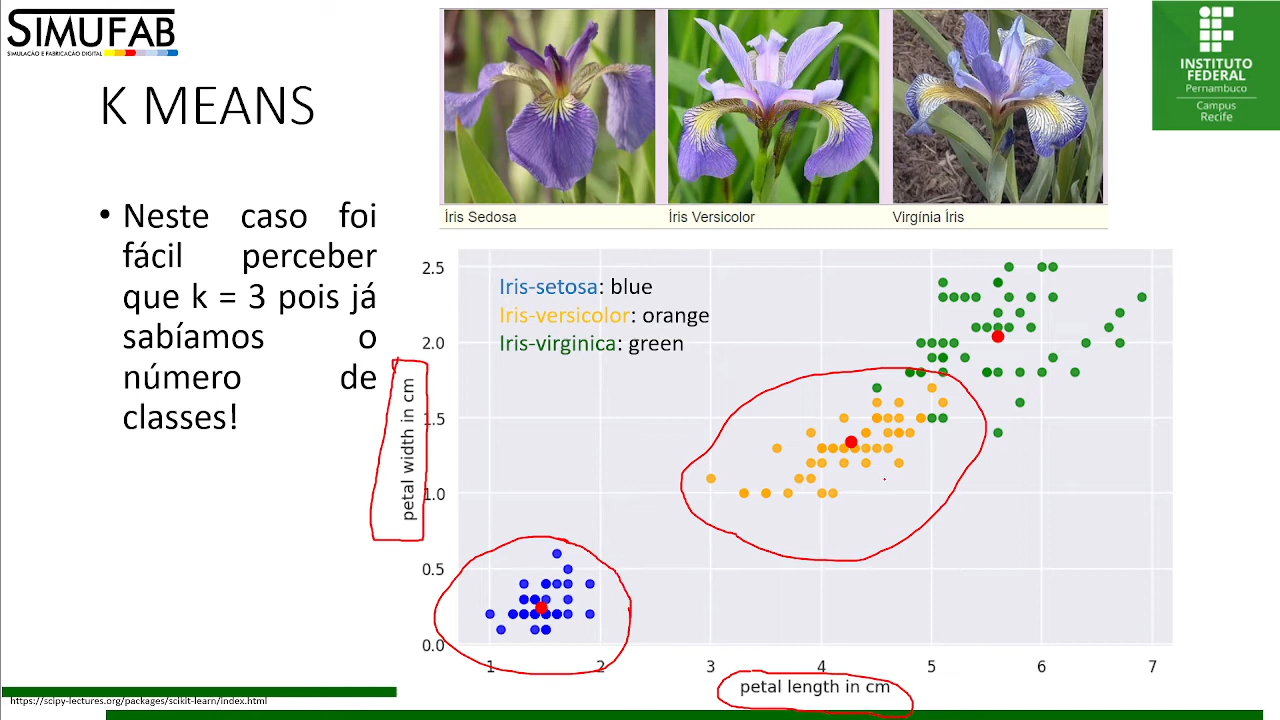 SIMUFAB
SIMULAÇÃO E FABRICAÇÃO DIGITAL
INSTITUTO
FEDERAL
Pernambuco
Campus
Recife
K MEANS
Íris Sedosa
Íris Versicolor
Virgínia Íris
• Neste caso foi
fácil perceber
que k = 3 pois já
sabíamos o
número de
classes!
Iris-setosa: blue
Iris-versicolor: orange
Iris-virginica: green
petal width in cm
2.5
2.0
1.5
1.0
0.5
0.0
1 2 3 4 5 6 7
petal length in cm
https://scipy-lectures.org/packages/scikit-learn/index.html